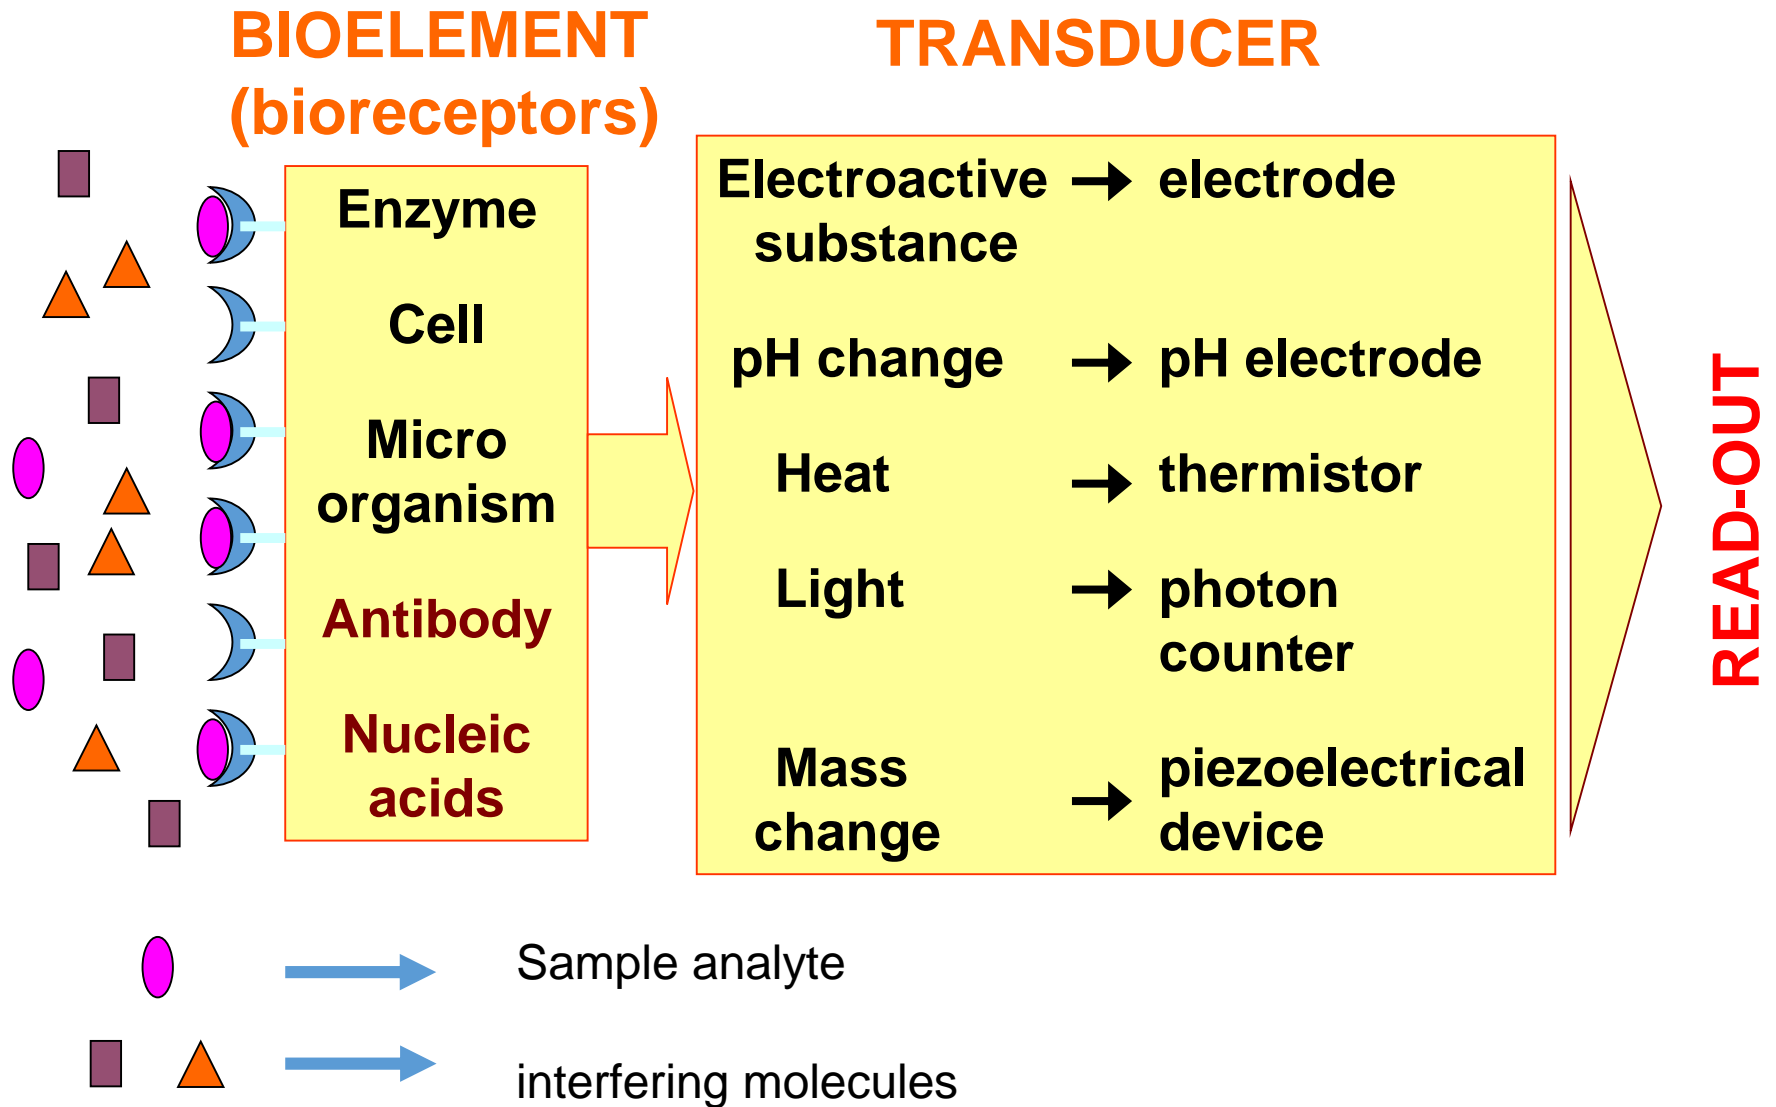 BIOELEMENT
(bioreceptors)
TRANSDUCER
Enzyme
Cell
Micro
organism
Antibody
Nucleic
acids
Electroactive → electrode
substance
pH change → pH electrode
Heat → thermistor
Light → photon
counter
Mass → piezoelectrical
change device
READ-OUT
Sample analyte
interfering molecules